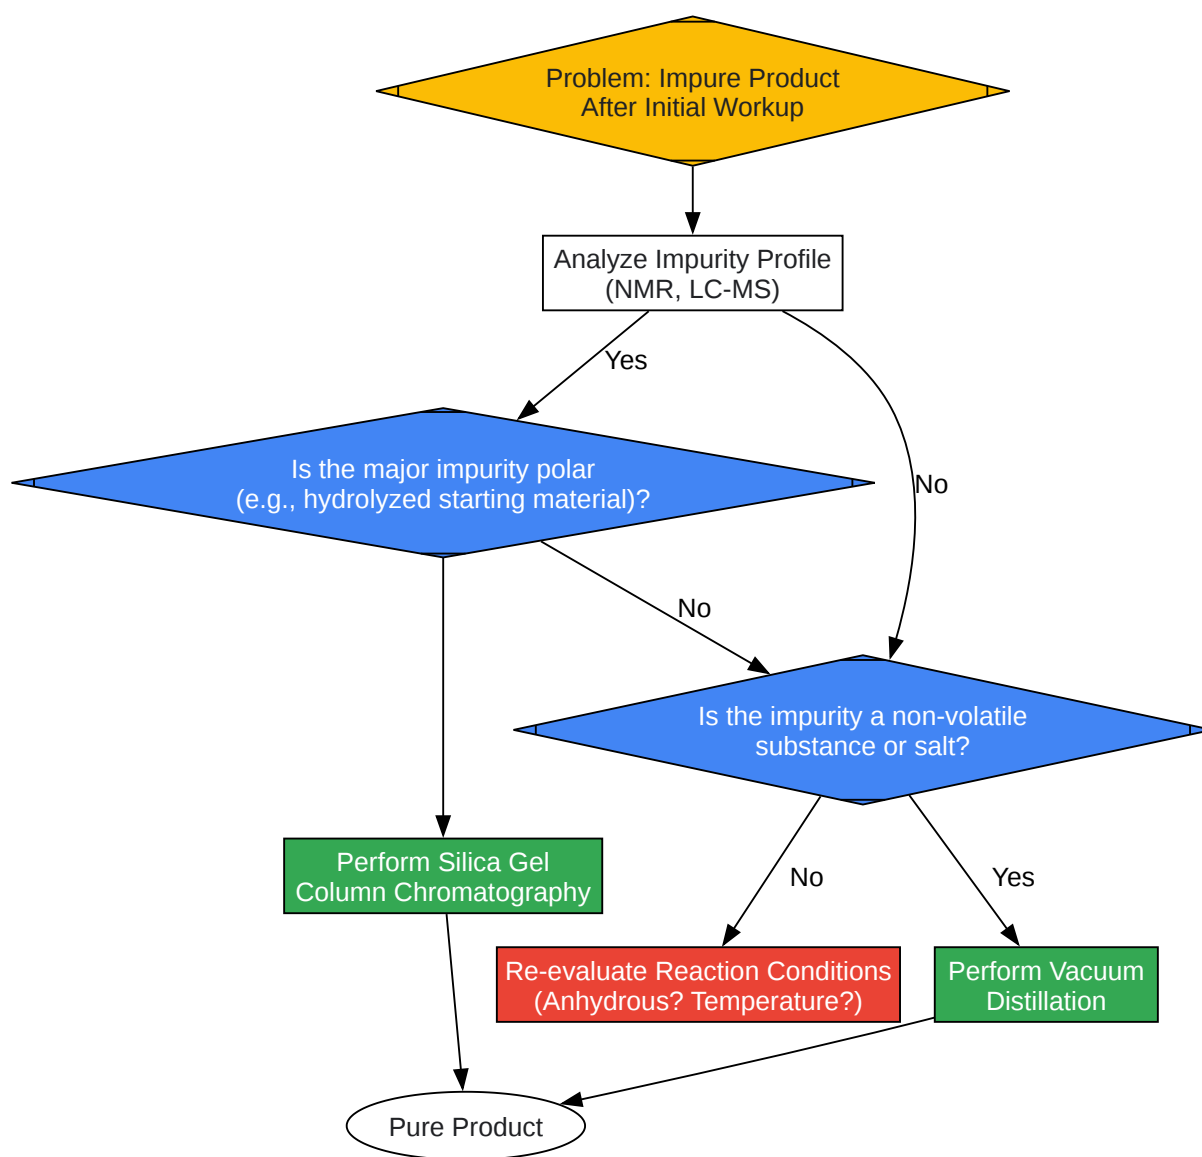 Problem: Impure Product
After Initial Workup
Analyze Impurity Profile
(NMR, LC-MS)
Yes
Is the major impurity polar
(e.g., hydrolyzed starting material)?
No
No
Is the impurity a non-volatile
substance or salt?
Perform Silica Gel
Column Chromatography
No
Yes
Re-evaluate Reaction Conditions
(Anhydrous? Temperature?)
Perform Vacuum
Distillation
Pure Product